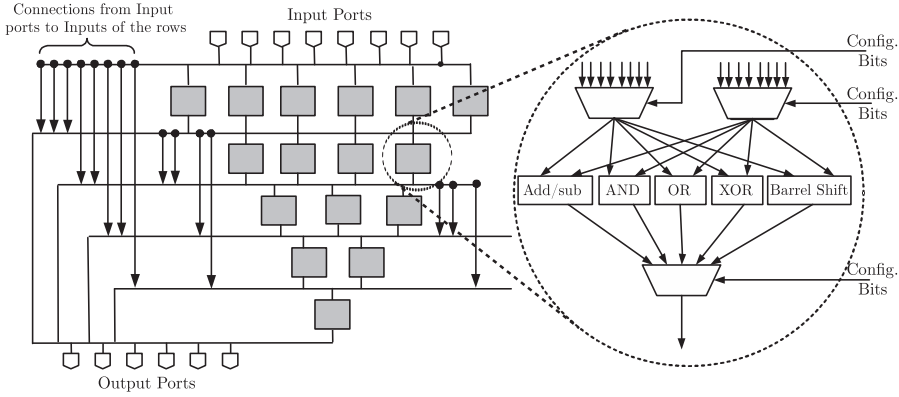 Connections from Input
ports to Inputs of the rows
Input Ports
Config.
Bits
Config.
Bits
Add/sub
AND
OR
XOR
Barrel Shift
Config.
Bits
Output Ports